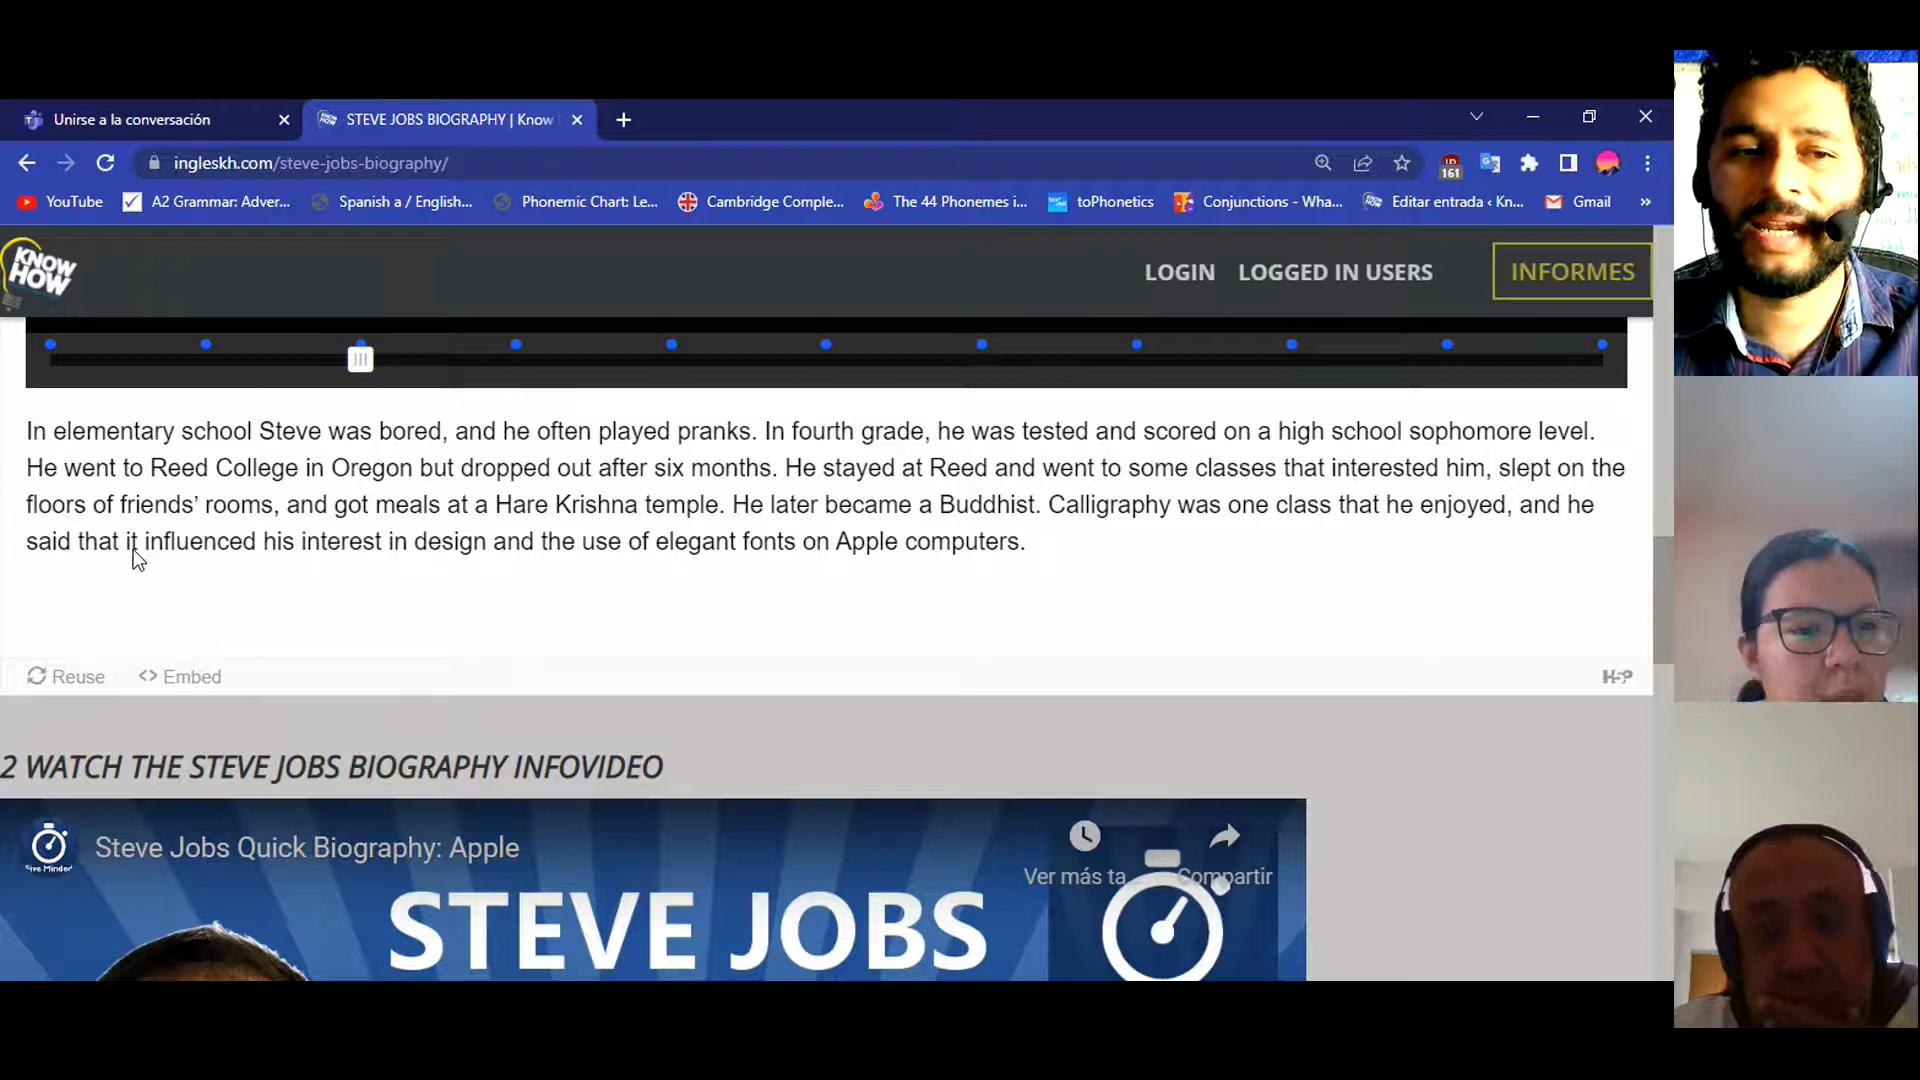 Unirse a la conversación
STEVE JOBS BIOGRAPHY | Know
ingleskh.com/steve-jobs-biography/
161
YouTube
A2 Grammar: Adver...
Spanish a / English...
Phonemic Chart: Le...
Cambridge Comple...
The 44 Phonemes i...
toPhonetics
Conjunctions - Wha...
Editar entrada ‹ Kn...
Gmail
»
KNOW
HOW
LOGIN
LOGGED IN USERS
INFORMES
In elementary school Steve was bored, and he often played pranks. In fourth grade, he was tested and scored on a high school sophomore level.
He went to Reed College in Oregon but dropped out after six months. He stayed at Reed and went to some classes that interested him, slept on the
floors of friends’ rooms, and got meals at a Hare Krishna temple. He later became a Buddhist. Calligraphy was one class that he enjoyed, and he
said that it influenced his interest in design and the use of elegant fonts on Apple computers.
Reuse
<> Embed
H5P
2 WATCH THE STEVE JOBS BIOGRAPHY INFOVIDEO
Steve Jobs Quick Biography: Apple
Ver más ta...
Compartir
STEVE JOBS